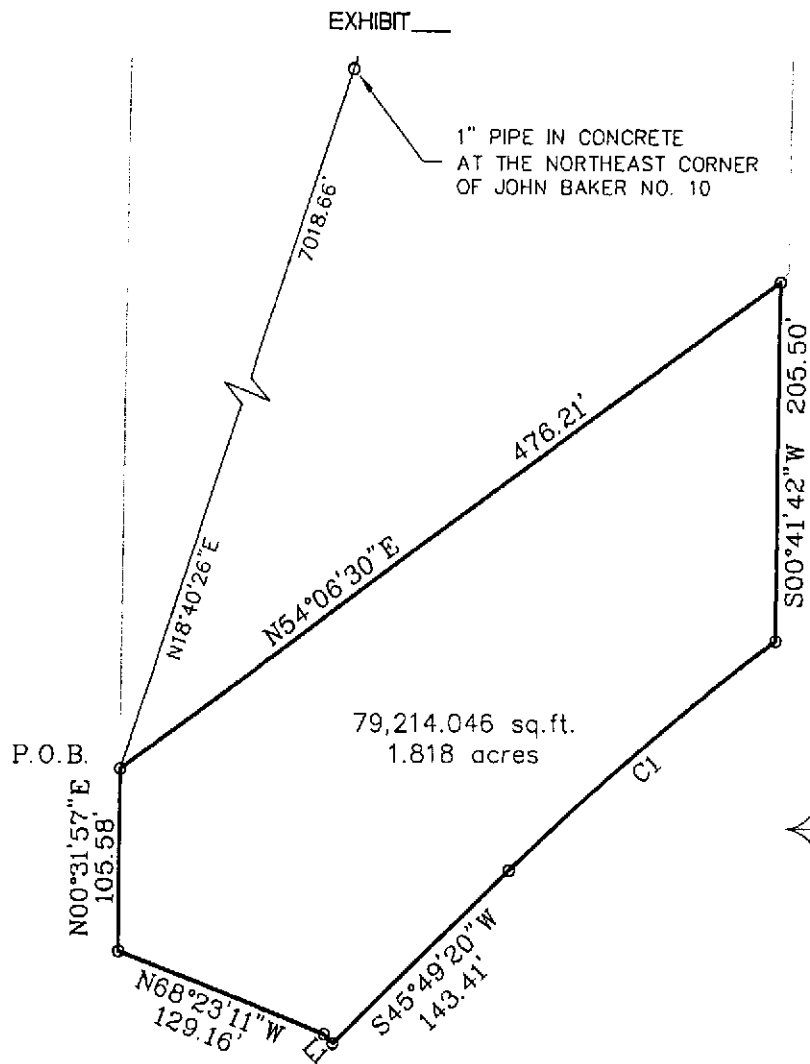 EXHIBIT___
1" PIPE IN CONCRETE
AT THE NORTHEAST CORNER
OF JOHN BAKER NO. 10
7018.66'
N18°40'26"E
476.21'
N54°06'30"E
S00°41'42"W 205.50'
79,214.046 sq.ft.
1.818 acres
P.O.B.
N00°31'57"E
105.58'
C1
S45°49'20"W
143.41'
N68°23'11"W
129.16'